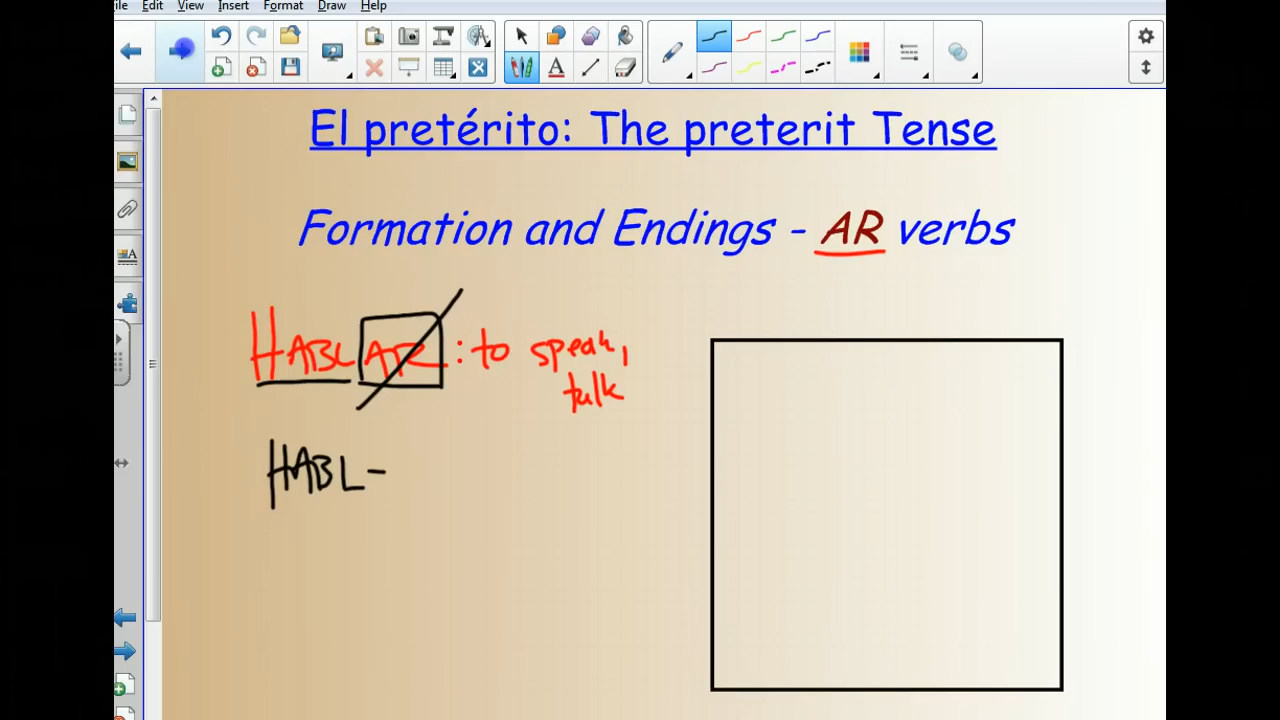 ile Edit View Insert Format Draw Help
El pretérito: The preterit Tense
Formation and Endings - AR verbs
HABLAR : to speak,
talk
HABL-